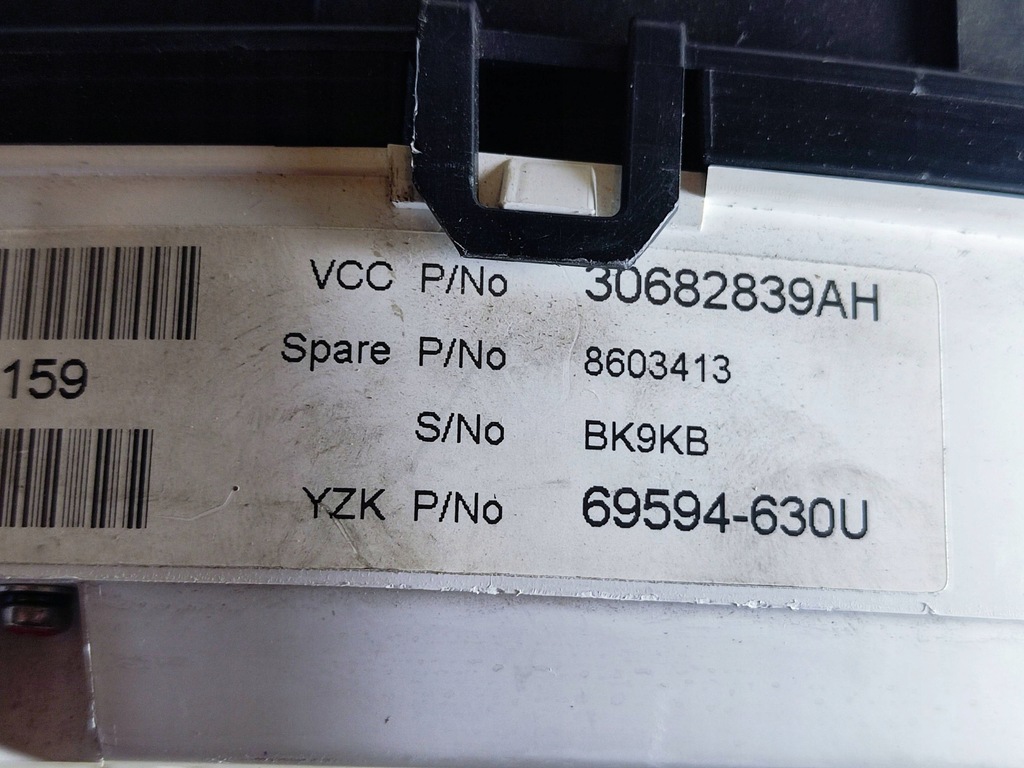 VCC P/No 30682839AH
Spare P/No 8603413
159
S/No BK9KB
YZK P/No 69594-630U